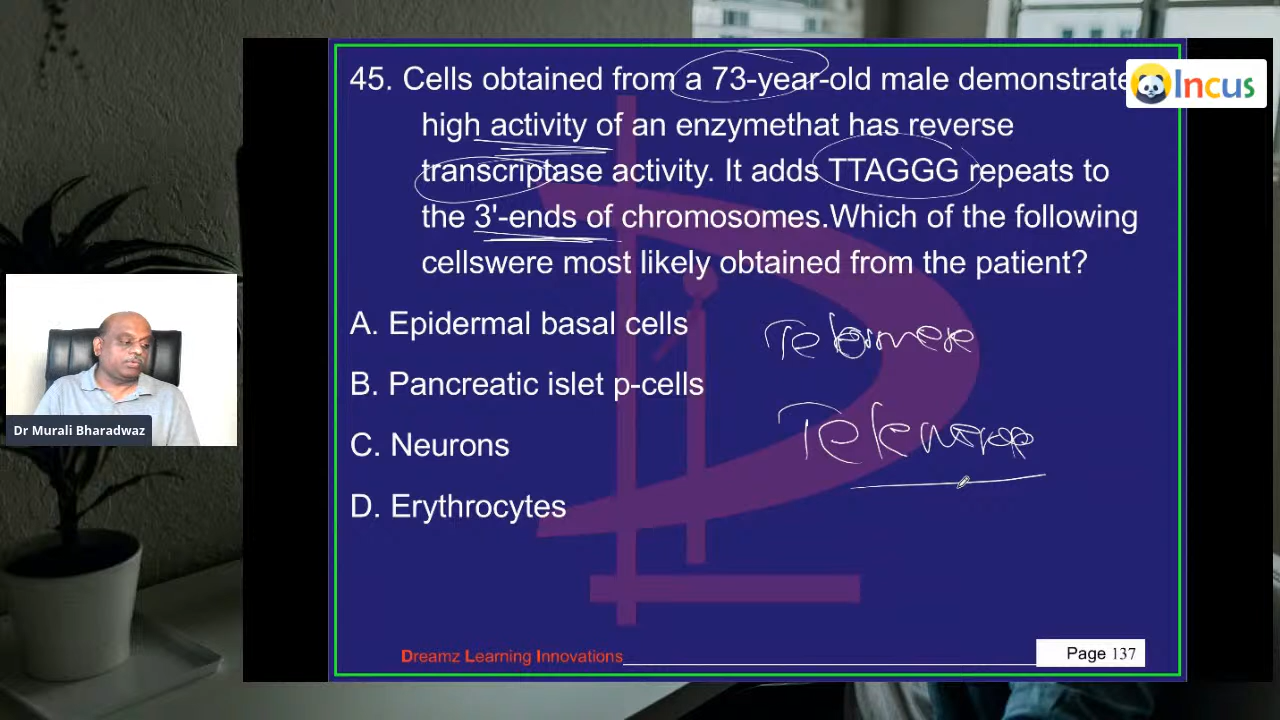 45. Cells obtained from a 73-year-old male demonstrate
Incus
high activity of an enzymethat has reverse
transcriptase activity. It adds TTAGGG repeats to
the 3'-ends of chromosomes.Which of the following
cellswere most likely obtained from the patient?
A. Epidermal basal cells
Telomere
B. Pancreatic islet p-cells
Dr Murali Bharadwaz
C. Neurons
D. Erythrocytes
Dreamz Learning Innovations
Page 137